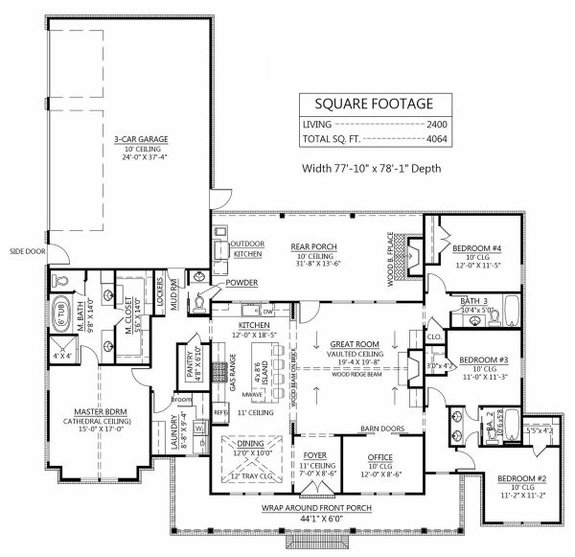 SQUARE FOOTAGE
LIVING 2400
TOTAL SQ. FT. 4064
Width 77'-10" x 78'-1" Depth
3-CAR GARAGE
10' CEILING
24'-0" X 37'-4"
SIDE DOOR
OUTDOOR
KITCHEN
REAR PORCH
10' CEILING
31'-8" X 13'-6"
WOOD B. F'PLACE
BEDROOM #4
10' CLG
12'-0" X 11'-5"
6' TUB
M. BATH
9'8" X 14'0"
M. CLOSET
5'6" X 14'0"
LOCKERS
MUD RM
POWDER
4' X 4'
PANTRY
4'8" X 6'10"
KITCHEN
12'-0" X 18'-5"
DW
GAS RANGE
4' x 8'6
ISLAND
MWAVE
REFG
11' CEILING
WOOD BEAM ON BRICK
GREAT ROOM
VAULTED CEILING
19'-4 X 19'-8"
WOOD RIDGE BEAM
BATH 3
10'4" X 5'0"
CLO.
3'0" x 4'2
BEDROOM #3
10' CLG
11'-0" X 11'-3"
MASTER BDRM
CATHEDRAL CEILING)
15'-0" X 17'-0"
broom
LAUNDRY
8'-8" X 9'-4"
W
BARN DOORS
BA. 2
10'6 x 5'8
5'5" x 4'2
DINING
12'0" X 10'0"
12' TRAY CLG.
FOYER
11' CEILING
7'-0" X 8'-6"
OFFICE
10' CLG
12'-0" X 8'-6"
BEDROOM #2
10' CLG
11'-2" X 11'-2"
WRAP AROUND FRONT PORCH
44'1" X 6'0"